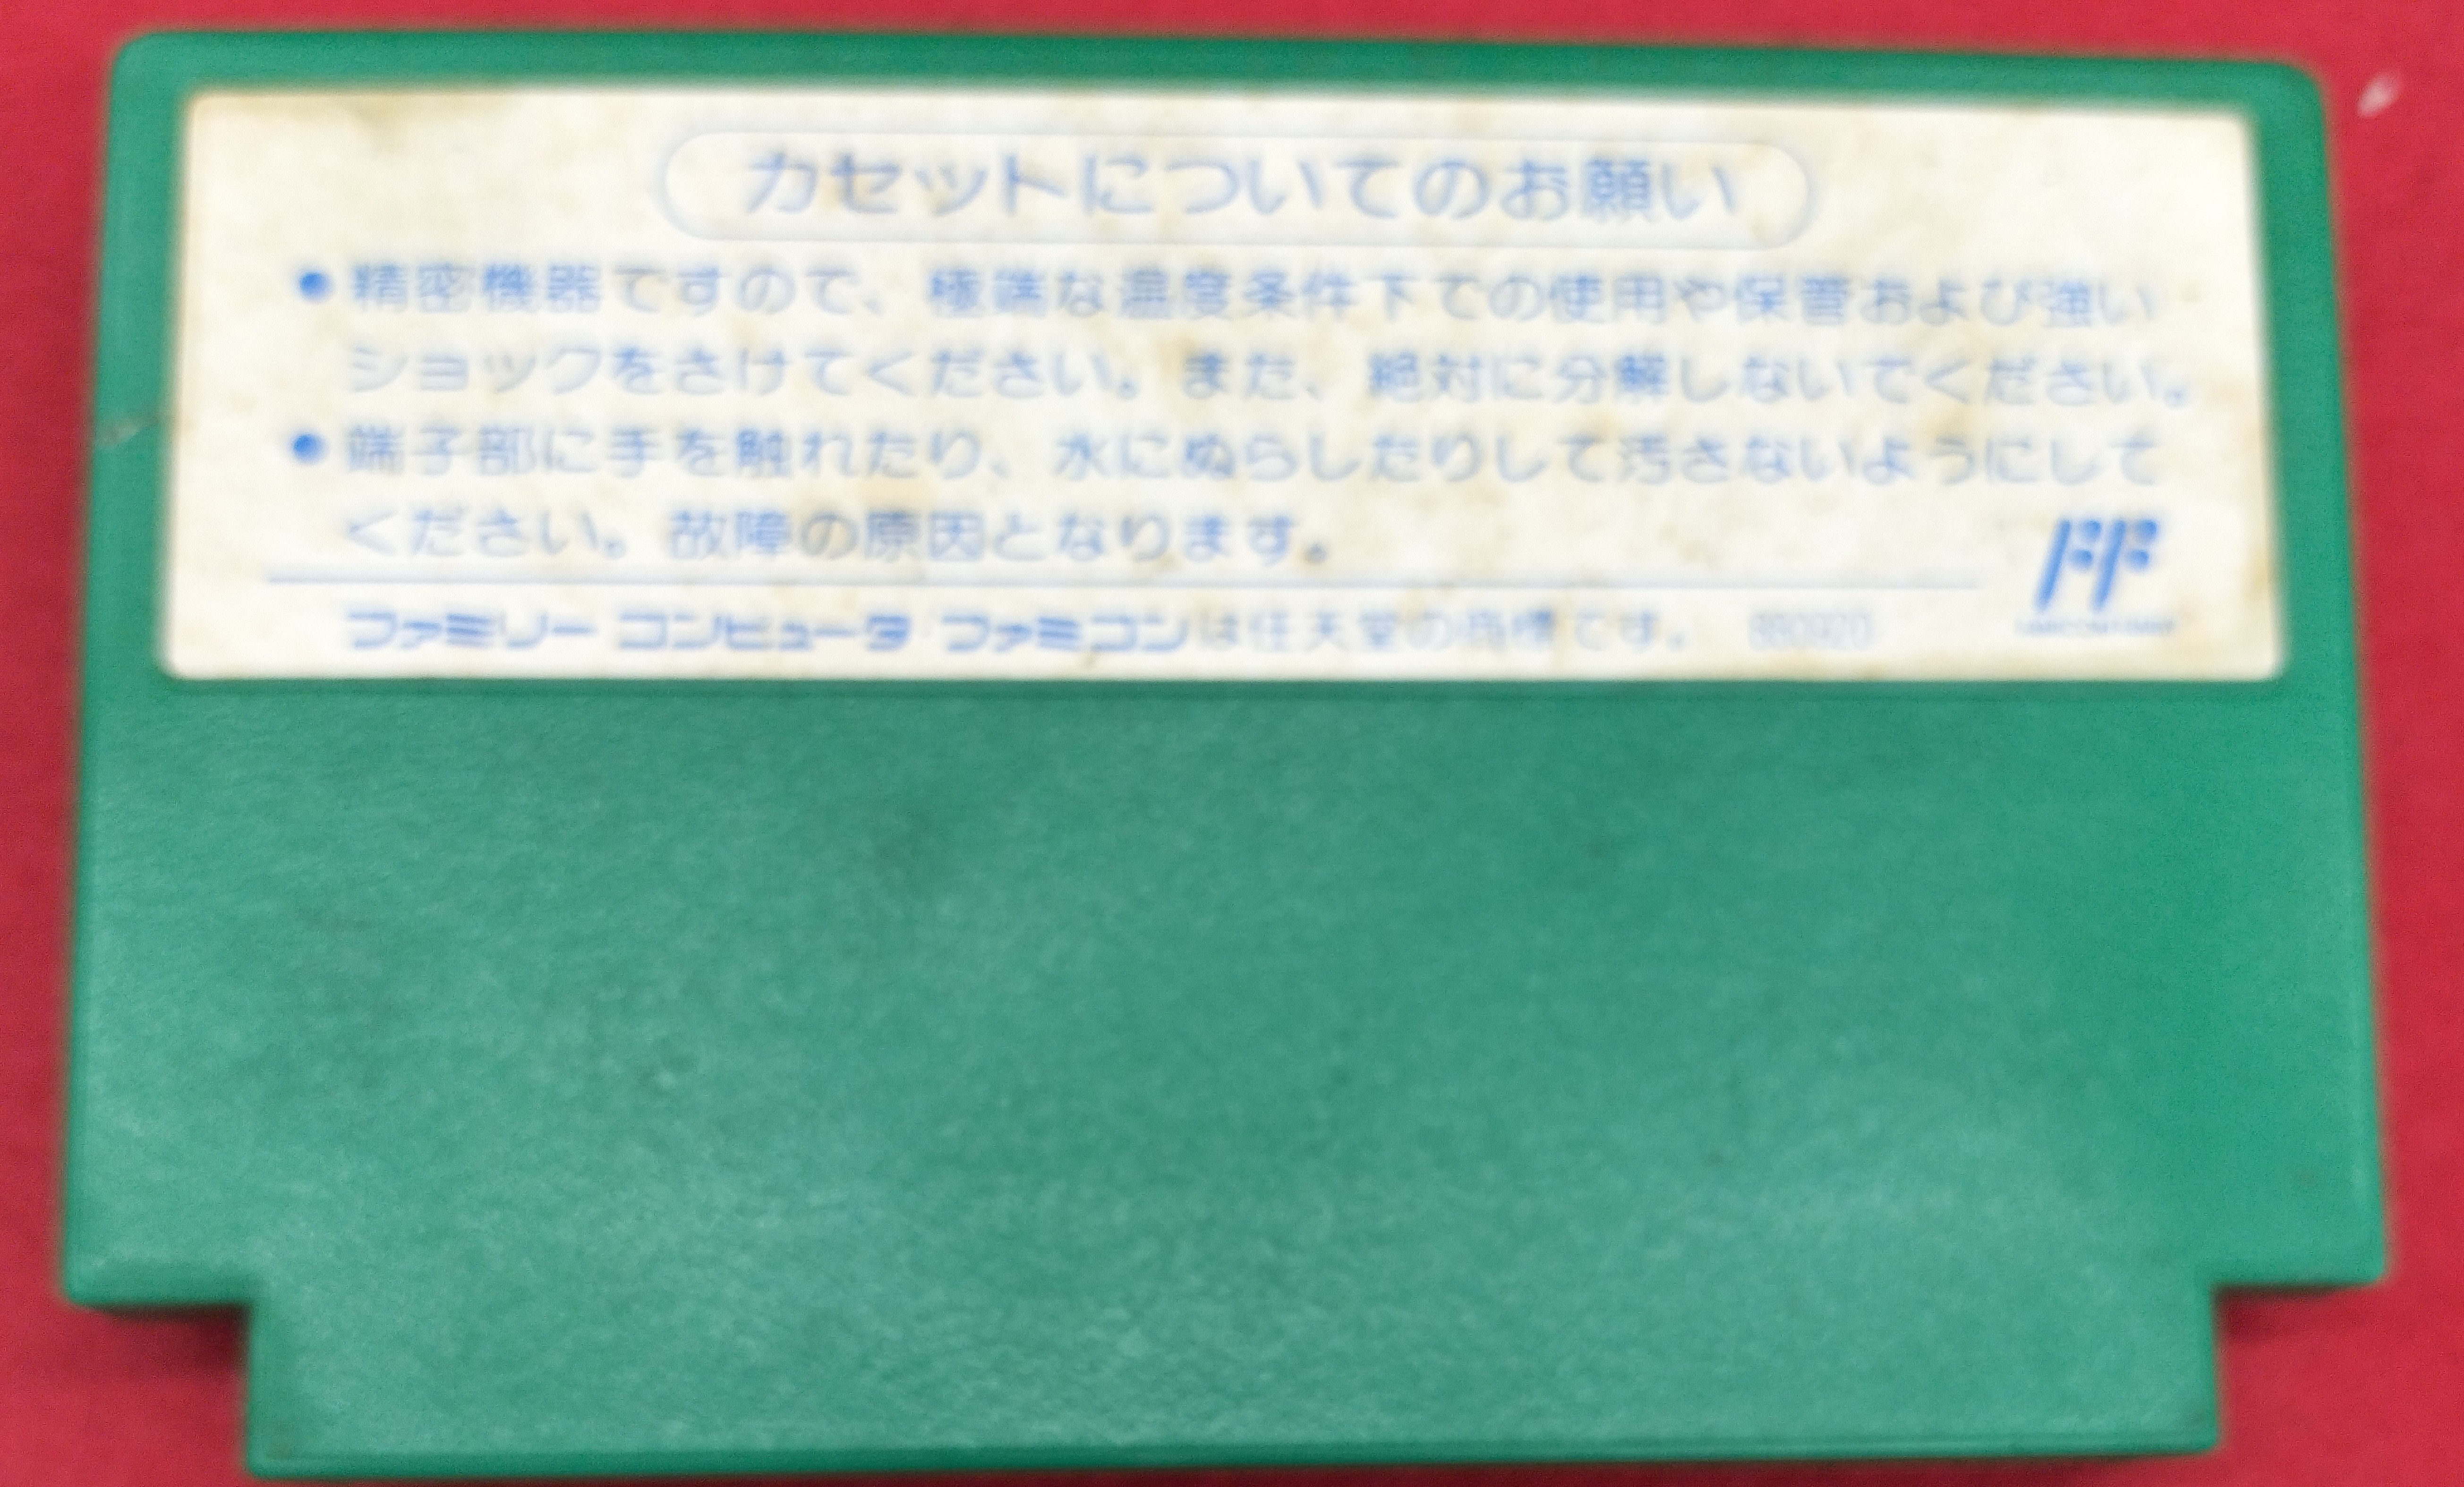 カセットについてのお願い
●精密機器ですので、極端な温度条件下での使用や保管および強い
ショックをさけてください。また、絶対に分解しないでください。
●端子部に手を触れたり、水にぬらしたりして汚さないようにして
ください。故障の原因となります。
ファミリーコンピュータ ファミコンは任天堂の商標です。
FF